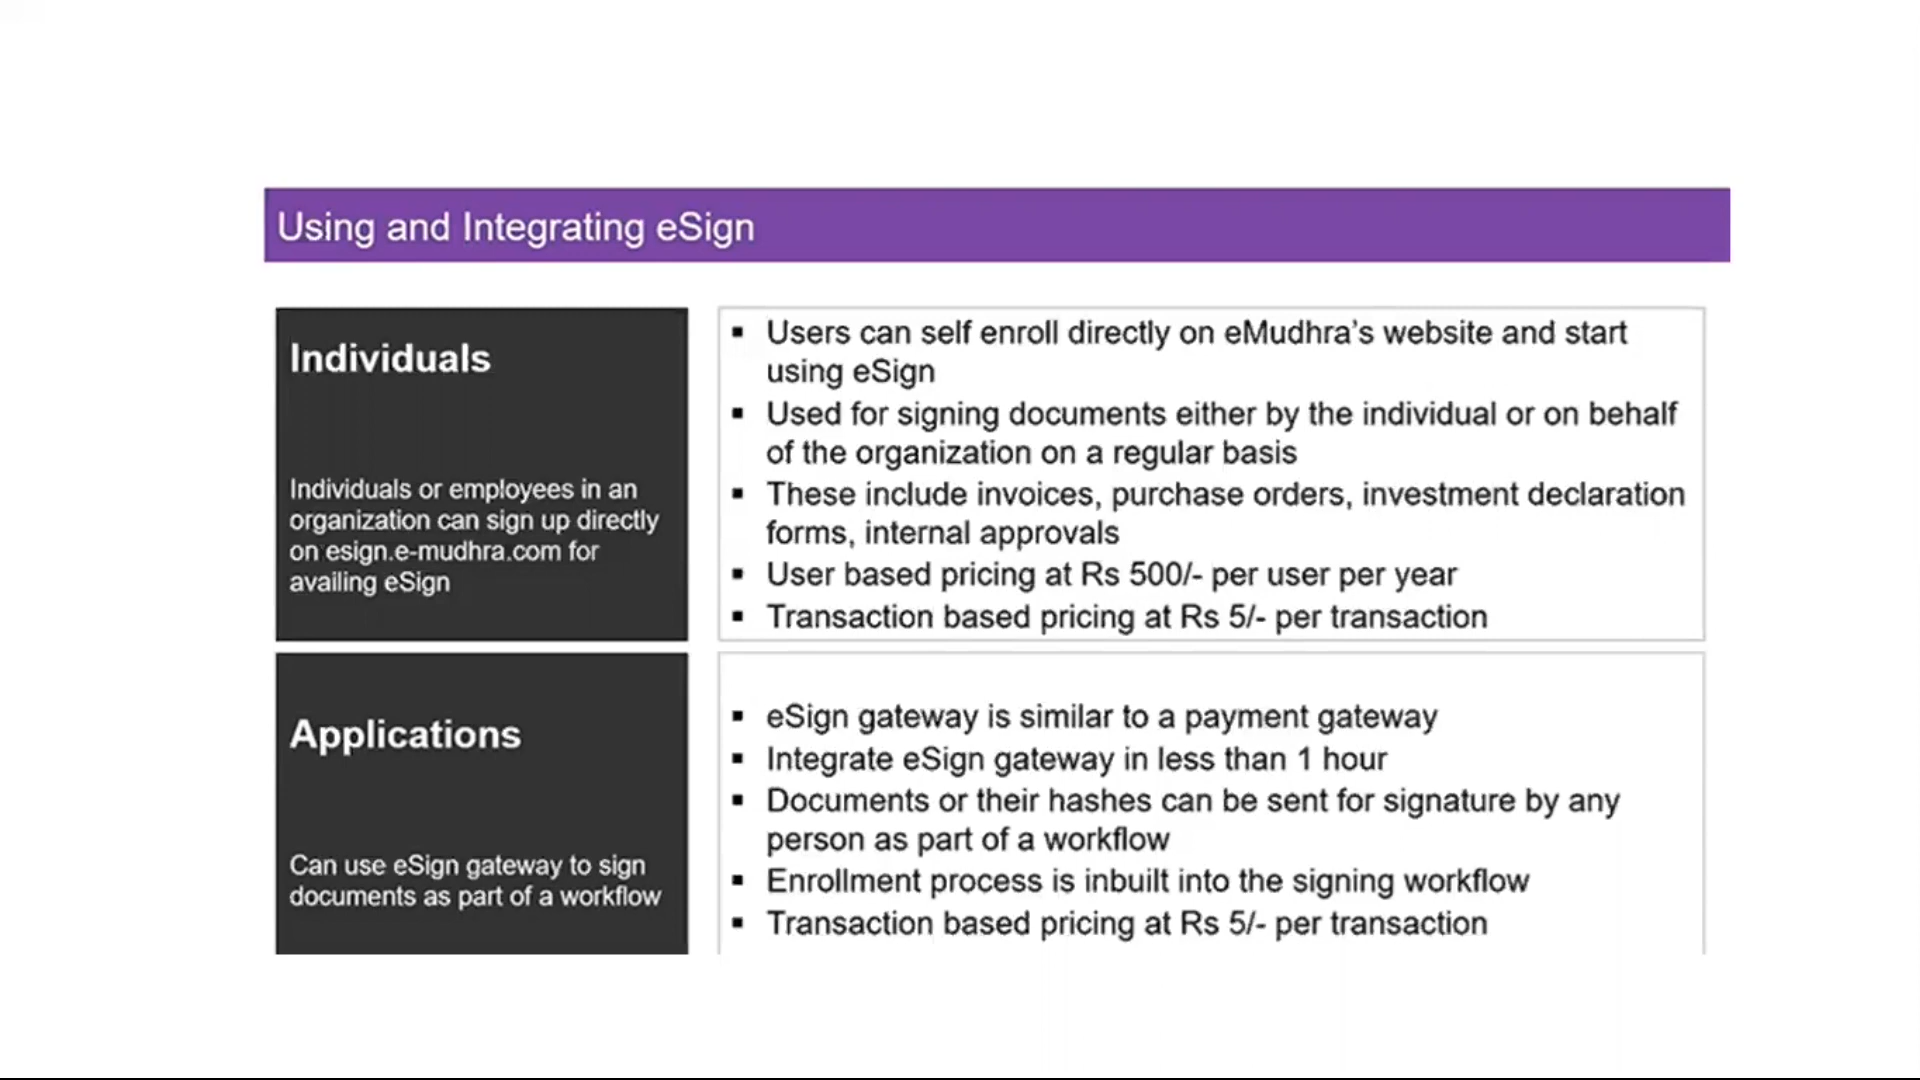 Using and Integrating eSign
Individuals
Individuals or employees in an
organization can sign up directly
on esign.e-mudhra.com for
availing eSign
▪ Users can self enroll directly on eMudhra’s website and start
using eSign
▪ Used for signing documents either by the individual or on behalf
of the organization on a regular basis
▪ These include invoices, purchase orders, investment declaration
forms, internal approvals
▪ User based pricing at Rs 500/- per user per year
▪ Transaction based pricing at Rs 5/- per transaction
Applications
Can use eSign gateway to sign
documents as part of a workflow
▪ eSign gateway is similar to a payment gateway
▪ Integrate eSign gateway in less than 1 hour
▪ Documents or their hashes can be sent for signature by any
person as part of a workflow
▪ Enrollment process is inbuilt into the signing workflow
▪ Transaction based pricing at Rs 5/- per transaction